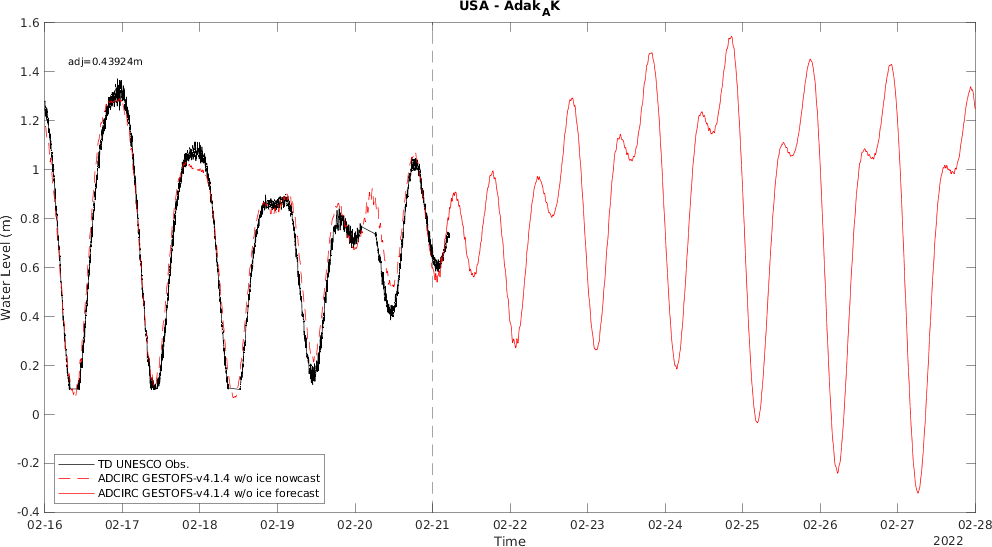 USA - Adak_AK
adj=0.43924m
1.6
1.4
1.2
1
0.8
0.6
0.4
0.2
0
-0.2
-0.4
Water Level (m)
TD UNESCO Obs.
ADCIRC GESTOFS-v4.1.4 w/o ice nowcast
ADCIRC GESTOFS-v4.1.4 w/o ice forecast
02-16 02-17 02-18 02-19 02-20 02-21 02-22 02-23 02-24 02-25 02-26 02-27 02-28
Time
2022